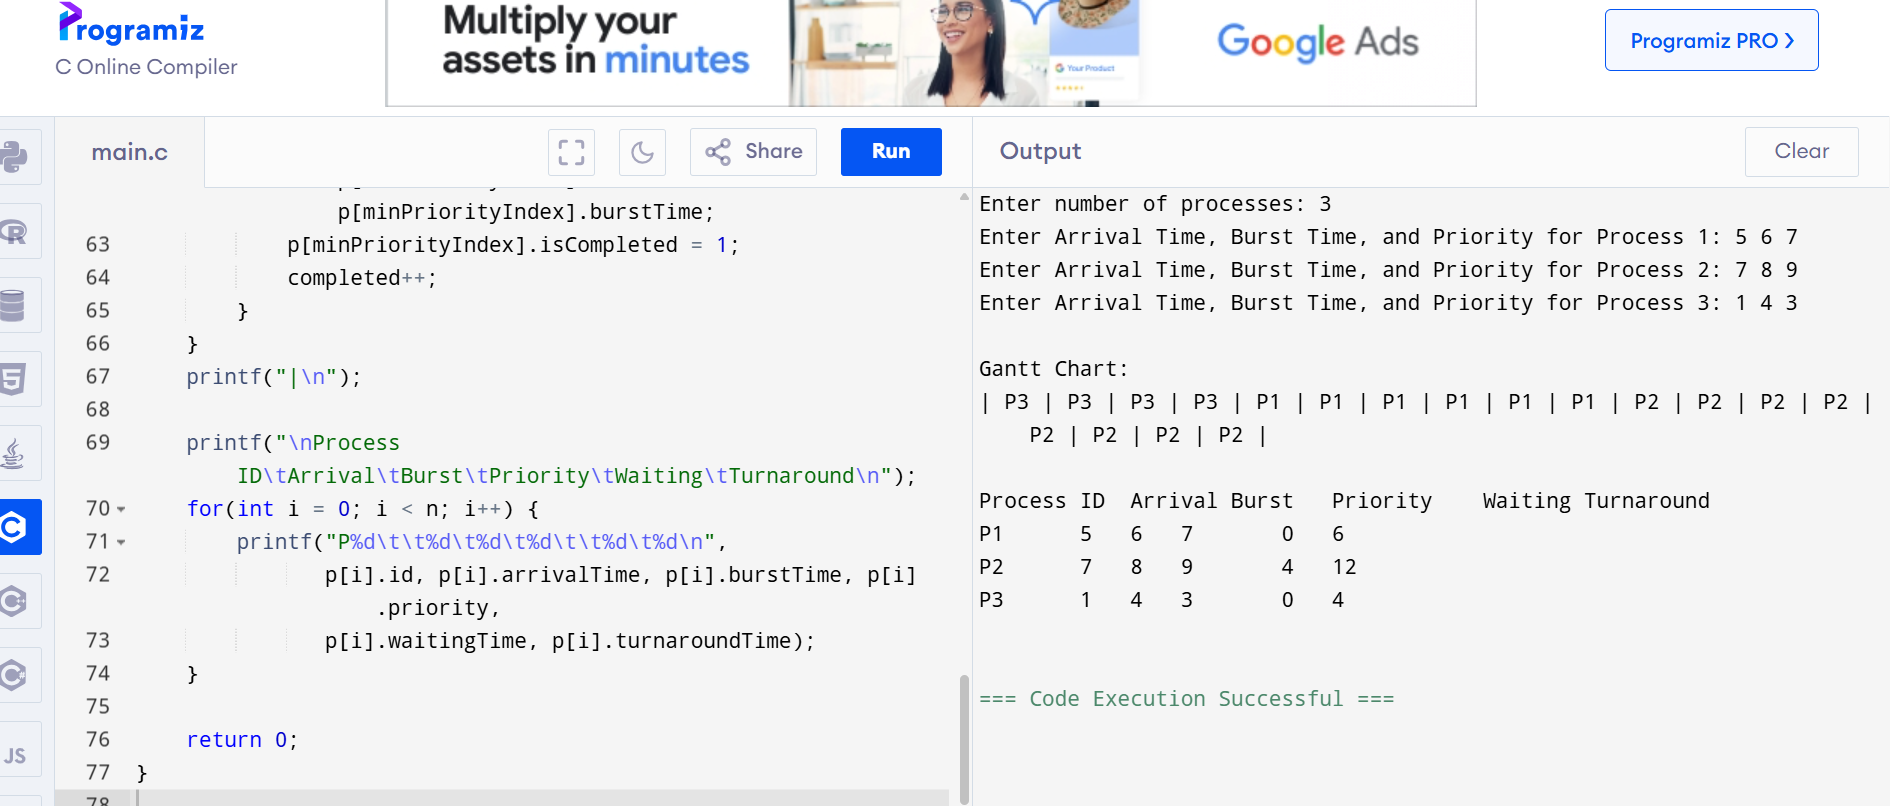 Programiz
C Online Compiler
Multiply your
assets in minutes
Your Product
Google Ads
Programiz PRO ❯
main.c
Share
Run
Output
Clear
p[minPriorityIndex].burstTime;
63 p[minPriorityIndex].isCompleted = 1;
64 completed++;
65 }
66 }
67 printf("|\n");
68
69 printf("\nProcess
ID\tArrival\tBurst\tPriority\tWaiting\tTurnaround\n");
70 for(int i = 0; i < n; i++) {
71 printf("P%d\t\t%d\t%d\t%d\t\t%d\t%d\n",
72 p[i].id, p[i].arrivalTime, p[i].burstTime, p[i]
.priority,
73 p[i].waitingTime, p[i].turnaroundTime);
74 }
75
76 return 0;
77 }
78
JS
Enter number of processes: 3
Enter Arrival Time, Burst Time, and Priority for Process 1: 5 6 7
Enter Arrival Time, Burst Time, and Priority for Process 2: 7 8 9
Enter Arrival Time, Burst Time, and Priority for Process 3: 1 4 3
Gantt Chart:
| P3 | P3 | P3 | P3 | P1 | P1 | P1 | P1 | P1 | P1 | P2 | P2 | P2 | P2 |
P2 | P2 | P2 | P2 |
Process ID Arrival Burst Priority Waiting Turnaround
P1 5 6 7 0 6
P2 7 8 9 4 12
P3 1 4 3 0 4
=== Code Execution Successful ===